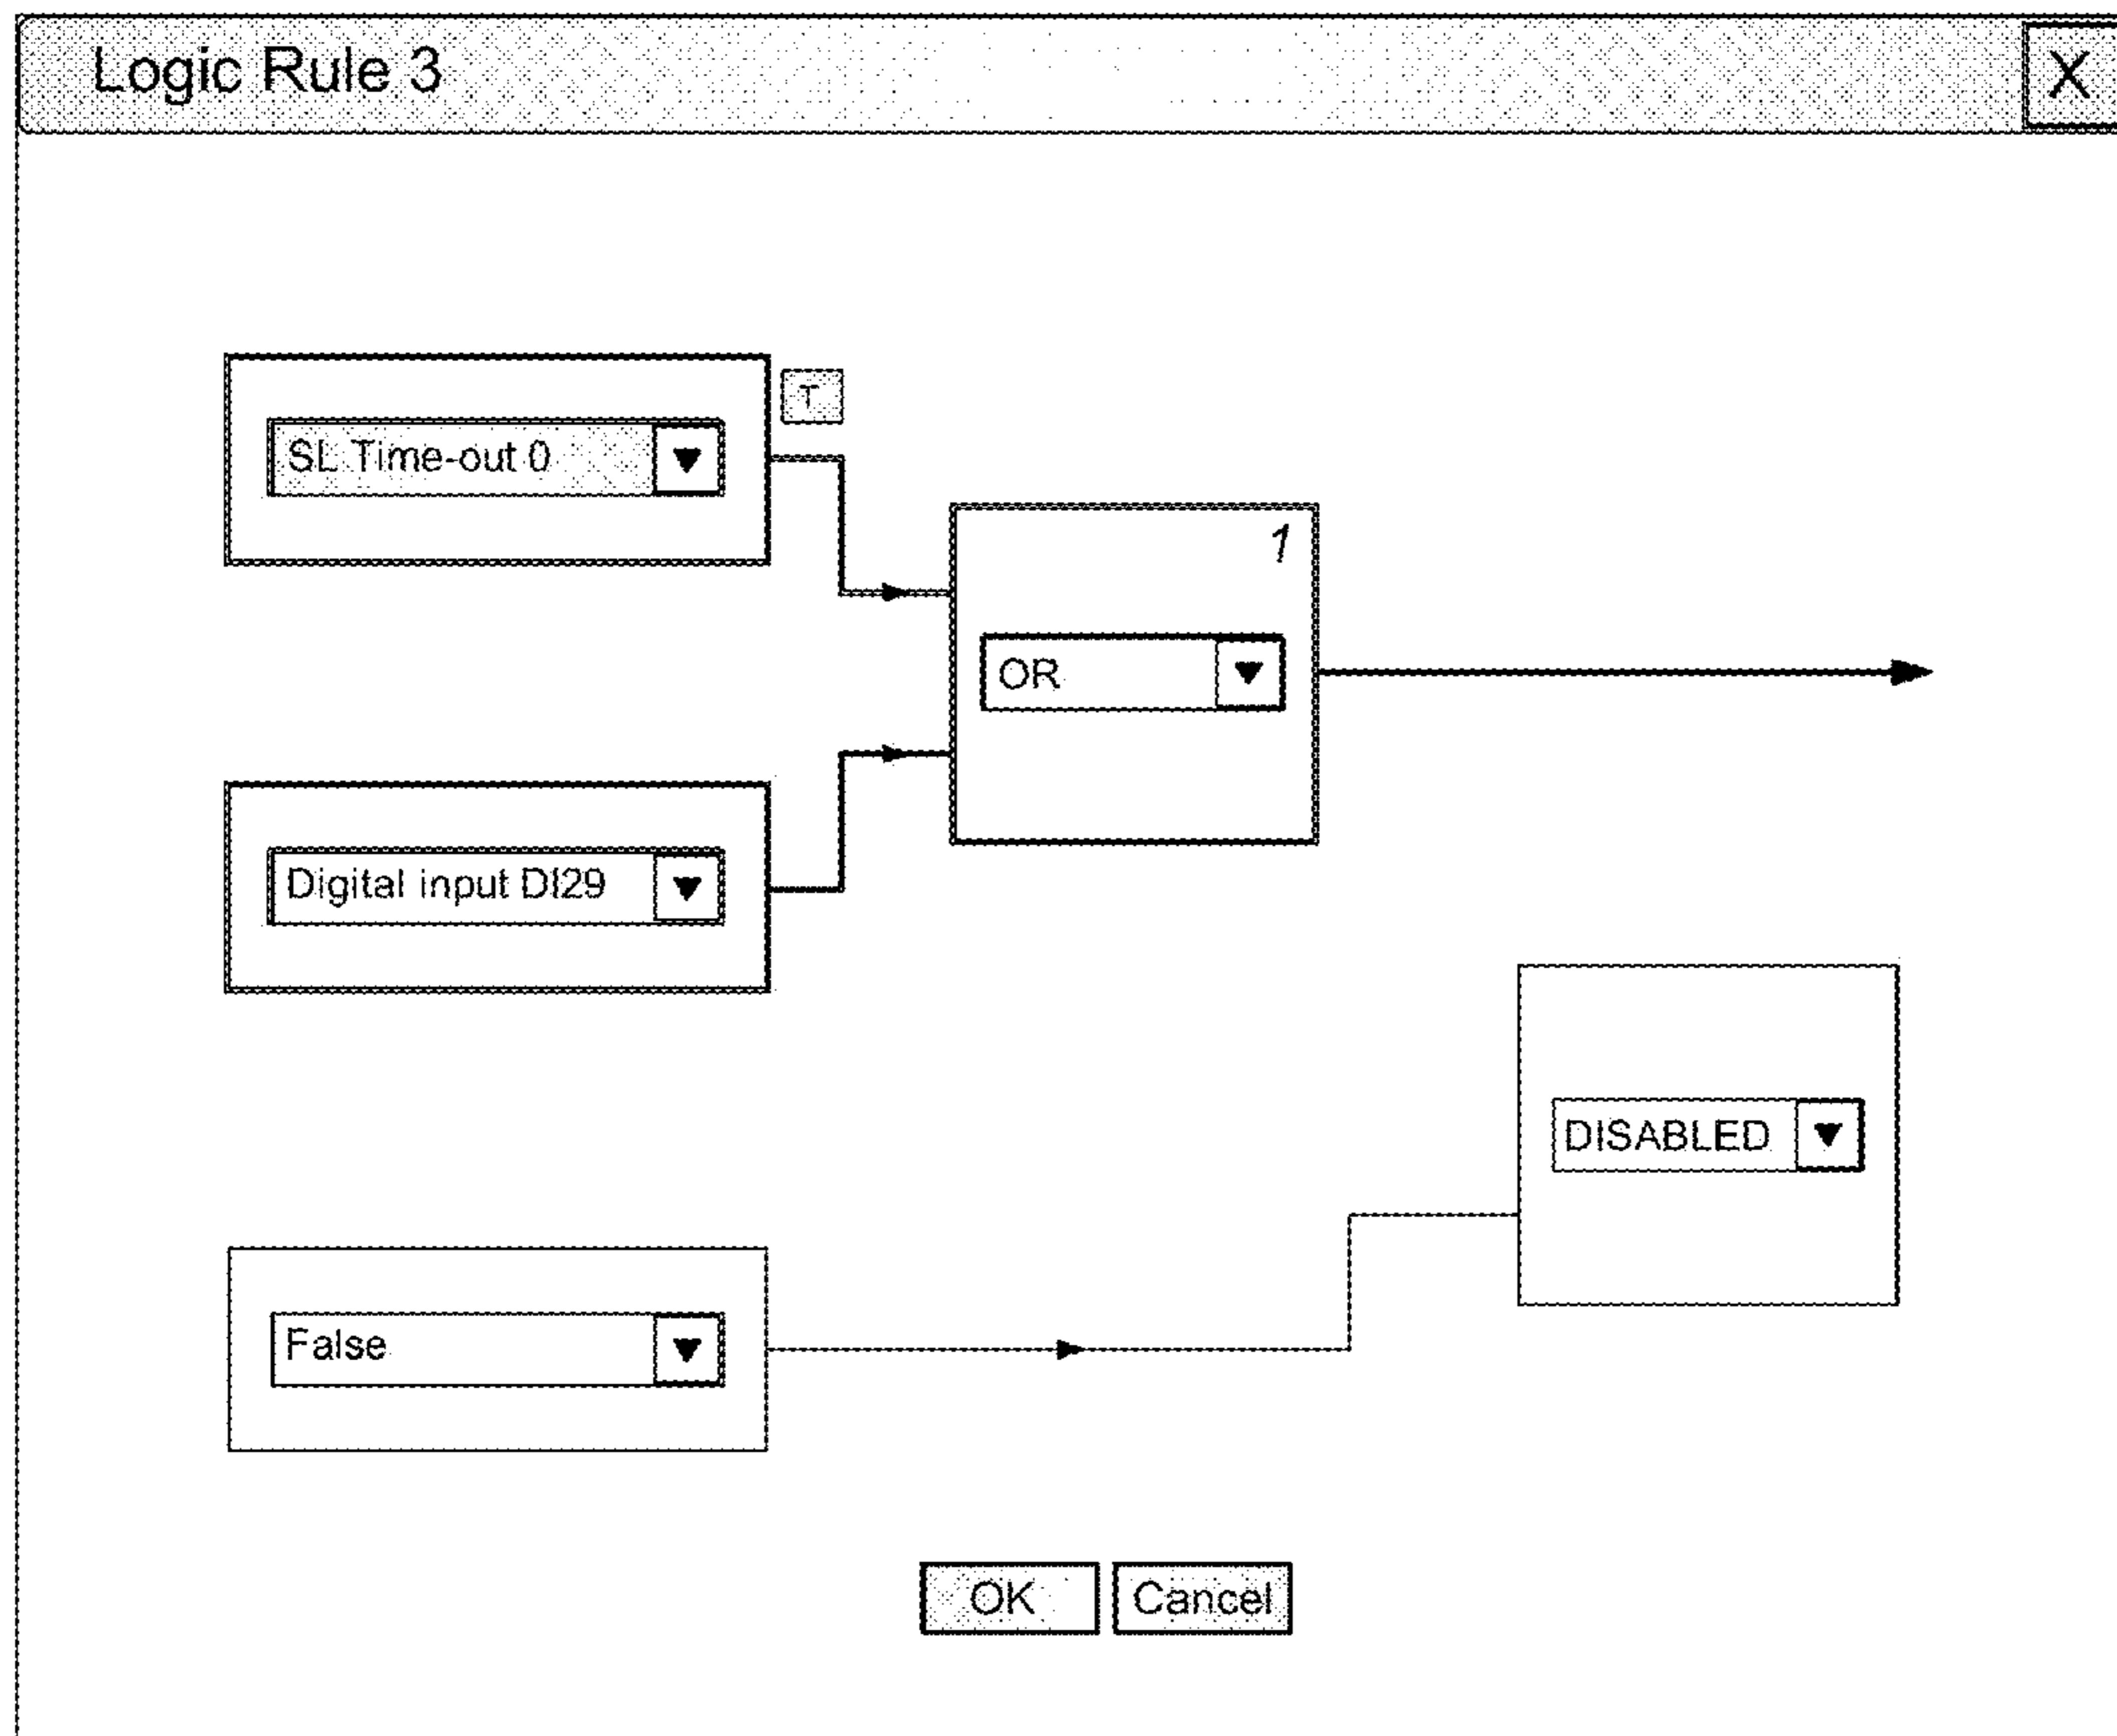 Logic Rule 3
X
SL Time-out 0
T
1
OR
Digital input DI29
DISABLED
False
OK
Cancel